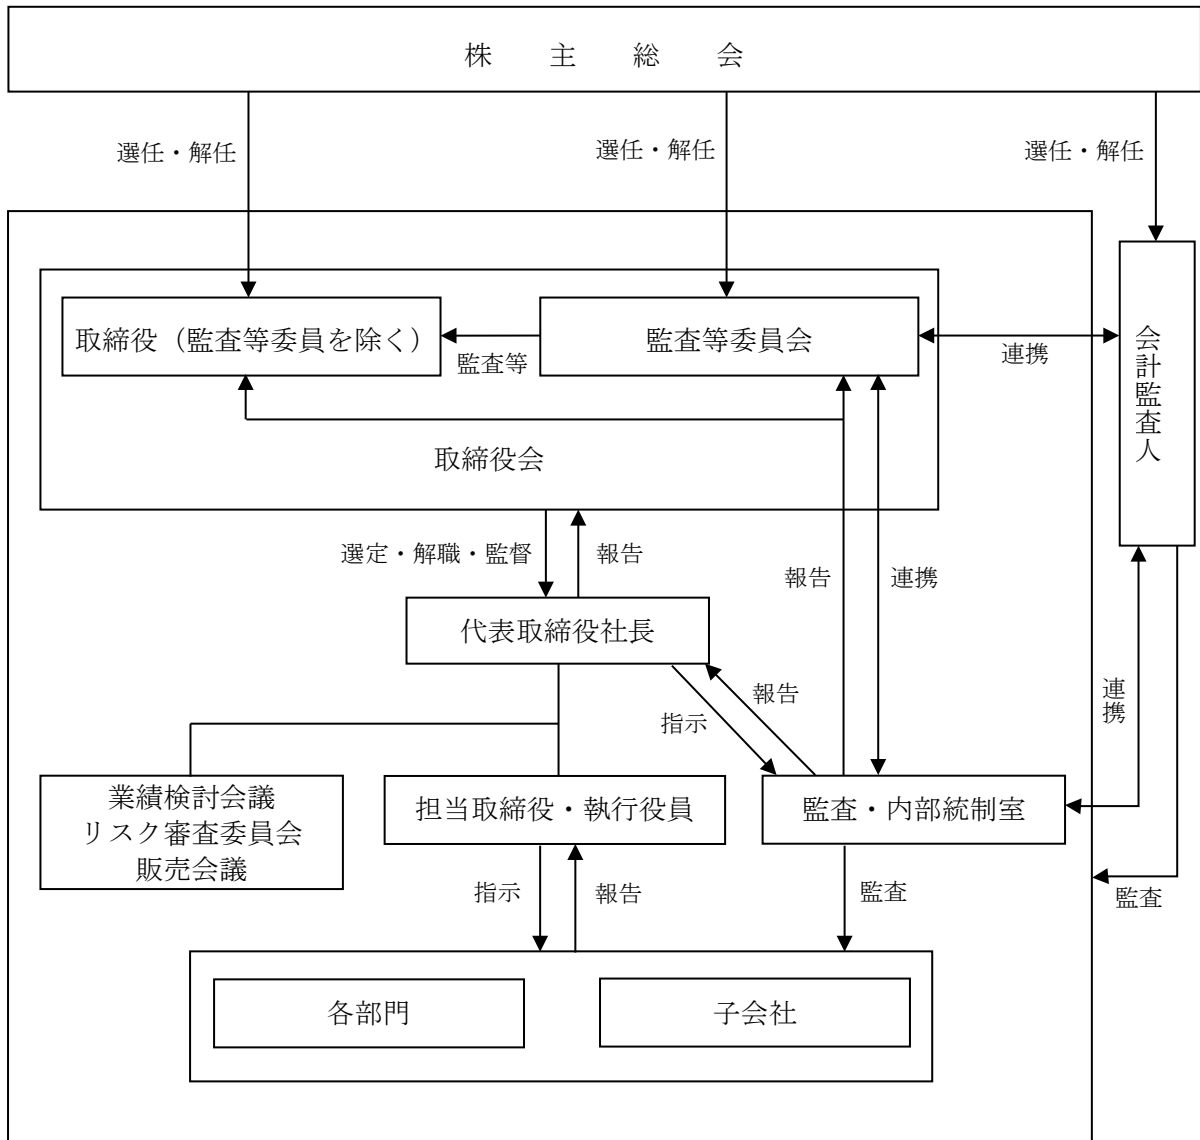 株主総会
選任・解任
選任・解任
選任・解任
取締役（監査等委員を除く）
監査等
監査等委員会
連携
会計監査人
取締役会
選定・解職・監督
報告
報告
連携
代表取締役社長
指示
報告
連携
業績検討会議
リスク審査委員会
販売会議
担当取締役・執行役員
監査・内部統制室
指示
報告
監査
監査
各部門
子会社